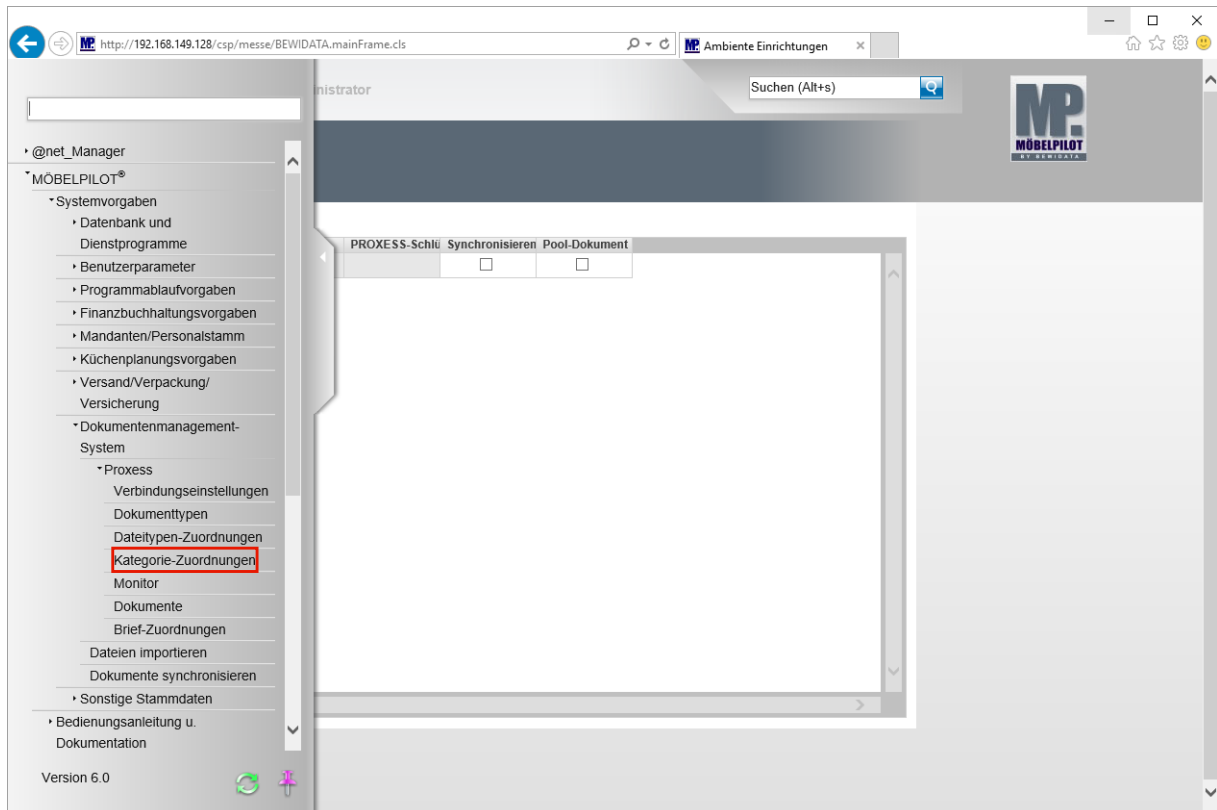 http://192.168.149.128/csp/messe/BEWIDATA.mainFrame.cls
MP. Ambiente Einrichtungen
nistrator
Suchen (Alt+s)
MP.
MÖBELPILOT
BY BEWIDATA
@net_Manager
MÖBELPILOT®
Systemvorgaben
Datenbank und
Dienstprogramme
Benutzerparameter
Programmablaufvorgaben
Finanzbuchhaltungsvorgaben
Mandanten/Personalstamm
Küchenplanungsvorgaben
Versand/Verpackung/
Versicherung
Dokumentenmanagement-
System
Proxess
Verbindungseinstellungen
Dokumenttypen
Dateitypen-Zuordnungen
Kategorie-Zuordnungen
Monitor
Dokumente
Brief-Zuordnungen
Dateien importieren
Dokumente synchronisieren
Sonstige Stammdaten
Bedienungsanleitung u.
Dokumentation
Version 6.0
PROXESS-Schlü Synchronisieren Pool-Dokument